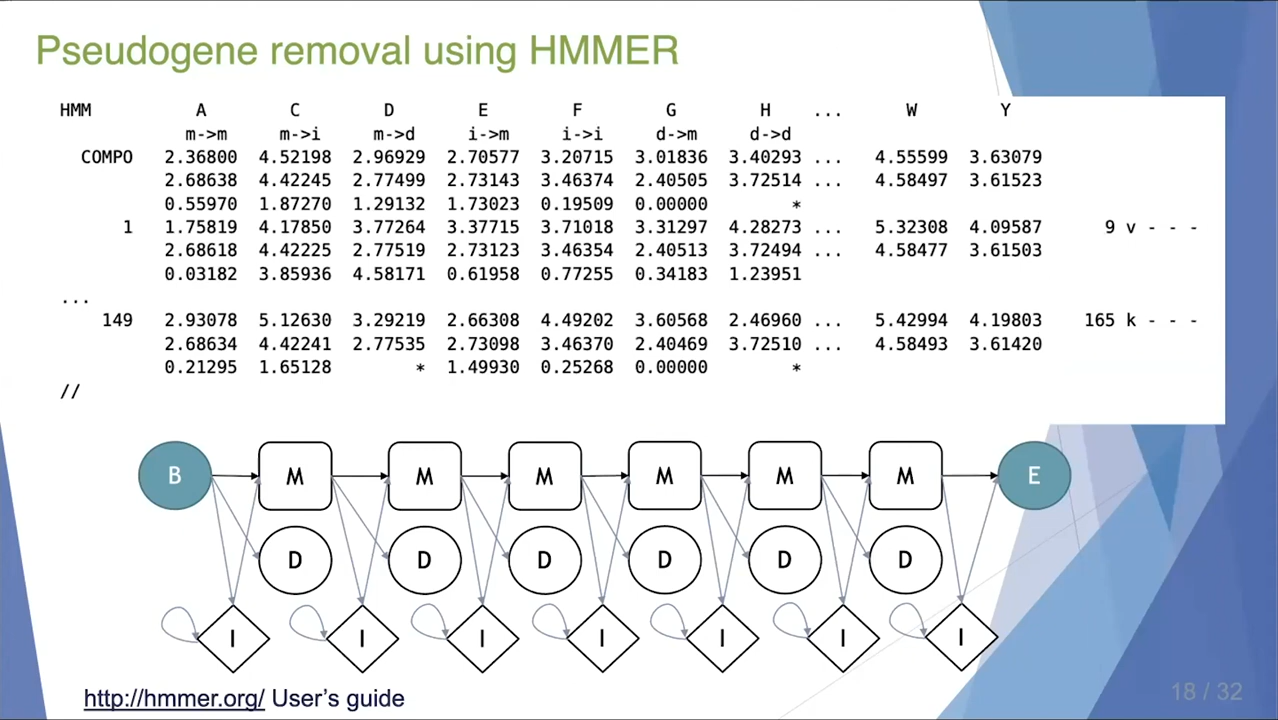 Pseudogene removal using HMMER
HMM A C D E F G H ... W Y
m->m m->i m->d i->m i->i d->m d->d
COMPO 2.36800 4.52198 2.96929 2.70577 3.20715 3.01836 3.40293 ... 4.55599 3.63079
2.68638 4.42245 2.77499 2.73143 3.46374 2.40505 3.72514 ... 4.58497 3.61523
0.55970 1.87270 1.29132 1.73023 0.19509 0.00000 *
1 1.75819 4.17850 3.77264 3.37715 3.71018 3.31297 4.28273 ... 5.32308 4.09587 9 v - - -
2.68618 4.42225 2.77519 2.73123 3.46354 2.40513 3.72494 ... 4.58477 3.61503
0.03182 3.85936 4.58171 0.61958 0.77255 0.34183 1.23951
...
149 2.93078 5.12630 3.29219 2.66308 4.49202 3.60568 2.46960 ... 5.42994 4.19803 165 k - - -
2.68634 4.42241 2.77535 2.73098 3.46370 2.40469 3.72510 ... 4.58493 3.61420
0.21295 1.65128 * 1.49930 0.25268 0.00000 *
//
B M M M M M M E
D D D D D D
I I I I I I I
http://hmmer.org/ User's guide
18 / 32